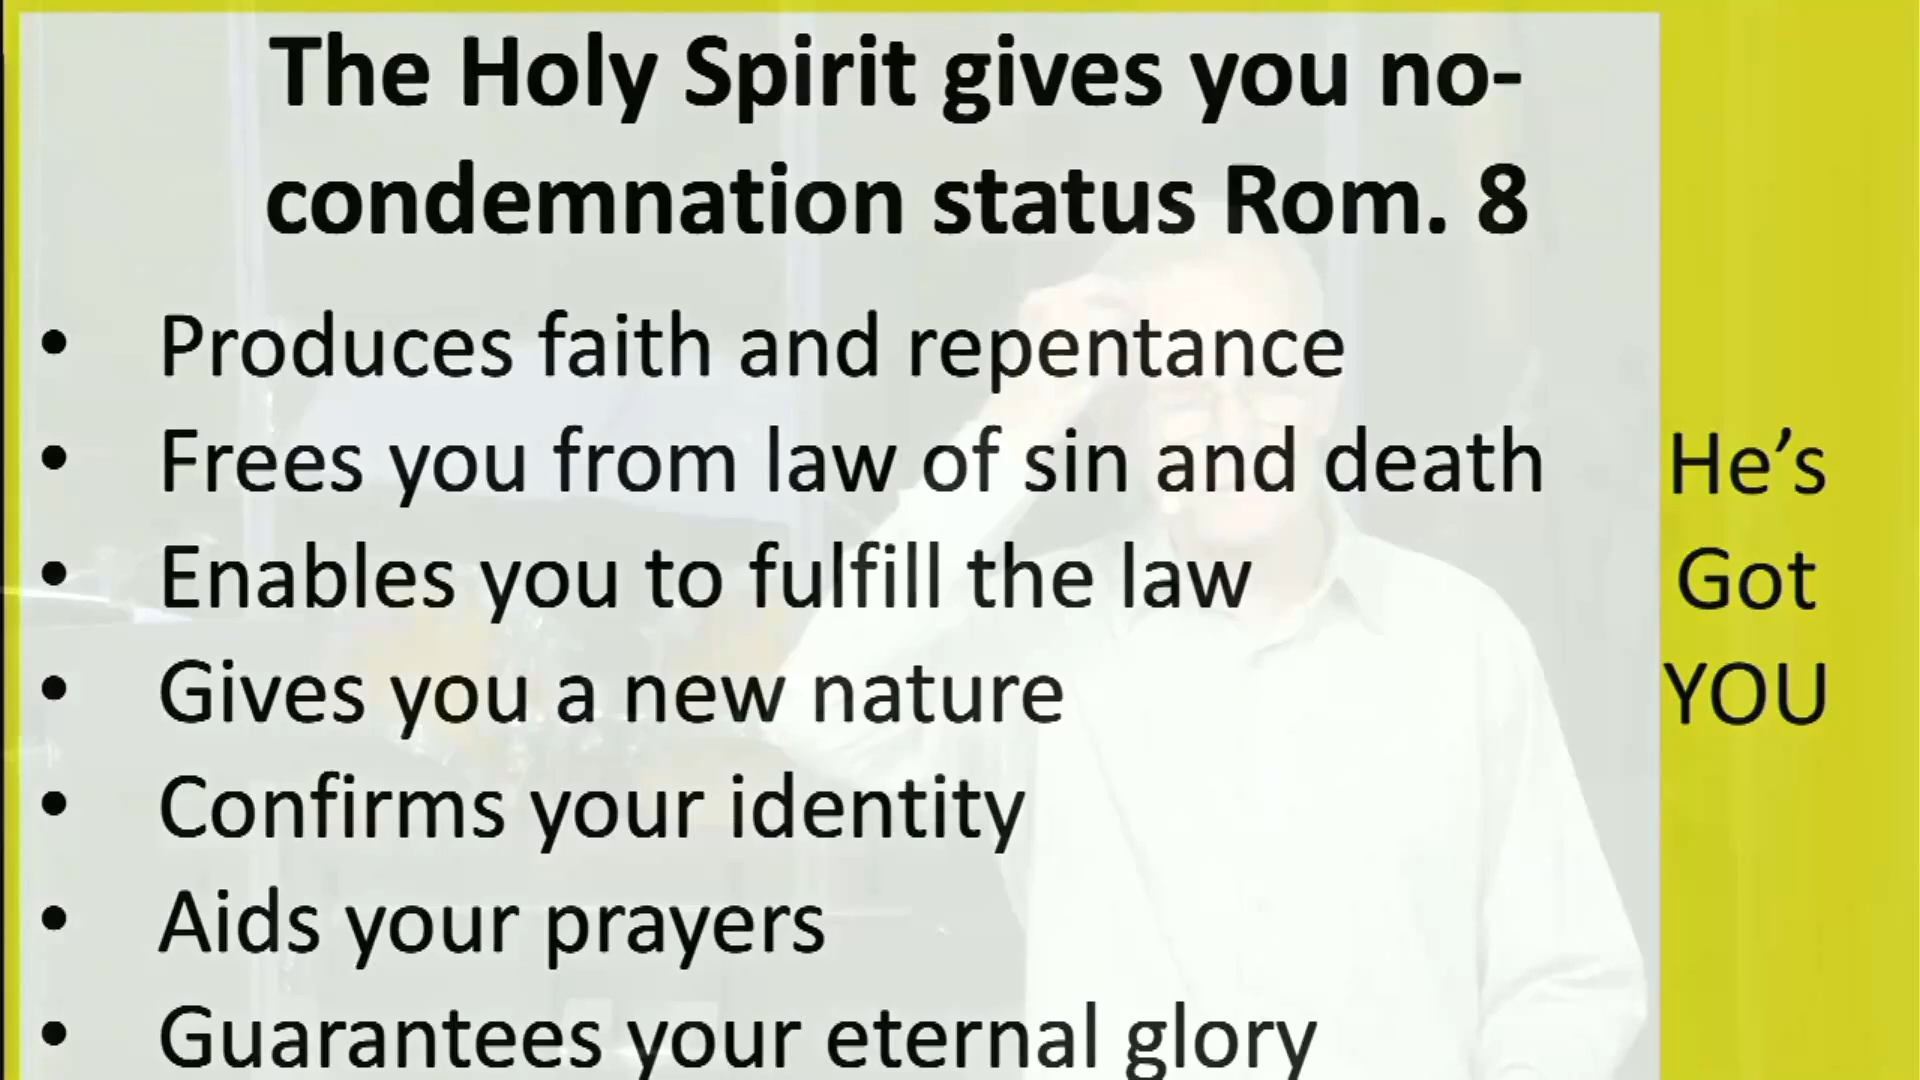 The Holy Spirit gives you no-
condemnation status Rom. 8
• Produces faith and repentance
• Frees you from law of sin and death
• Enables you to fulfill the law
• Gives you a new nature
• Confirms your identity
• Aids your prayers
• Guarantees your eternal glory
He’s
Got
YOU